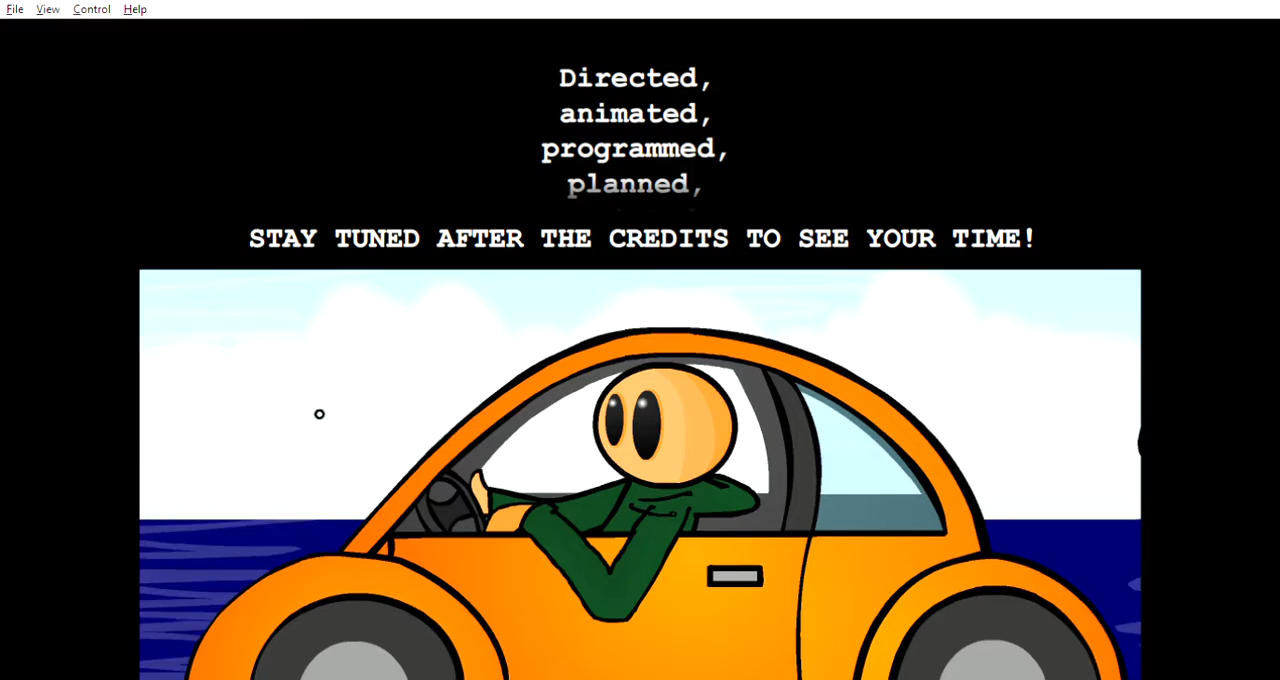 File View Control Help
Directed,
animated,
programmed,
planned,
STAY TUNED AFTER THE CREDITS TO SEE YOUR TIME!